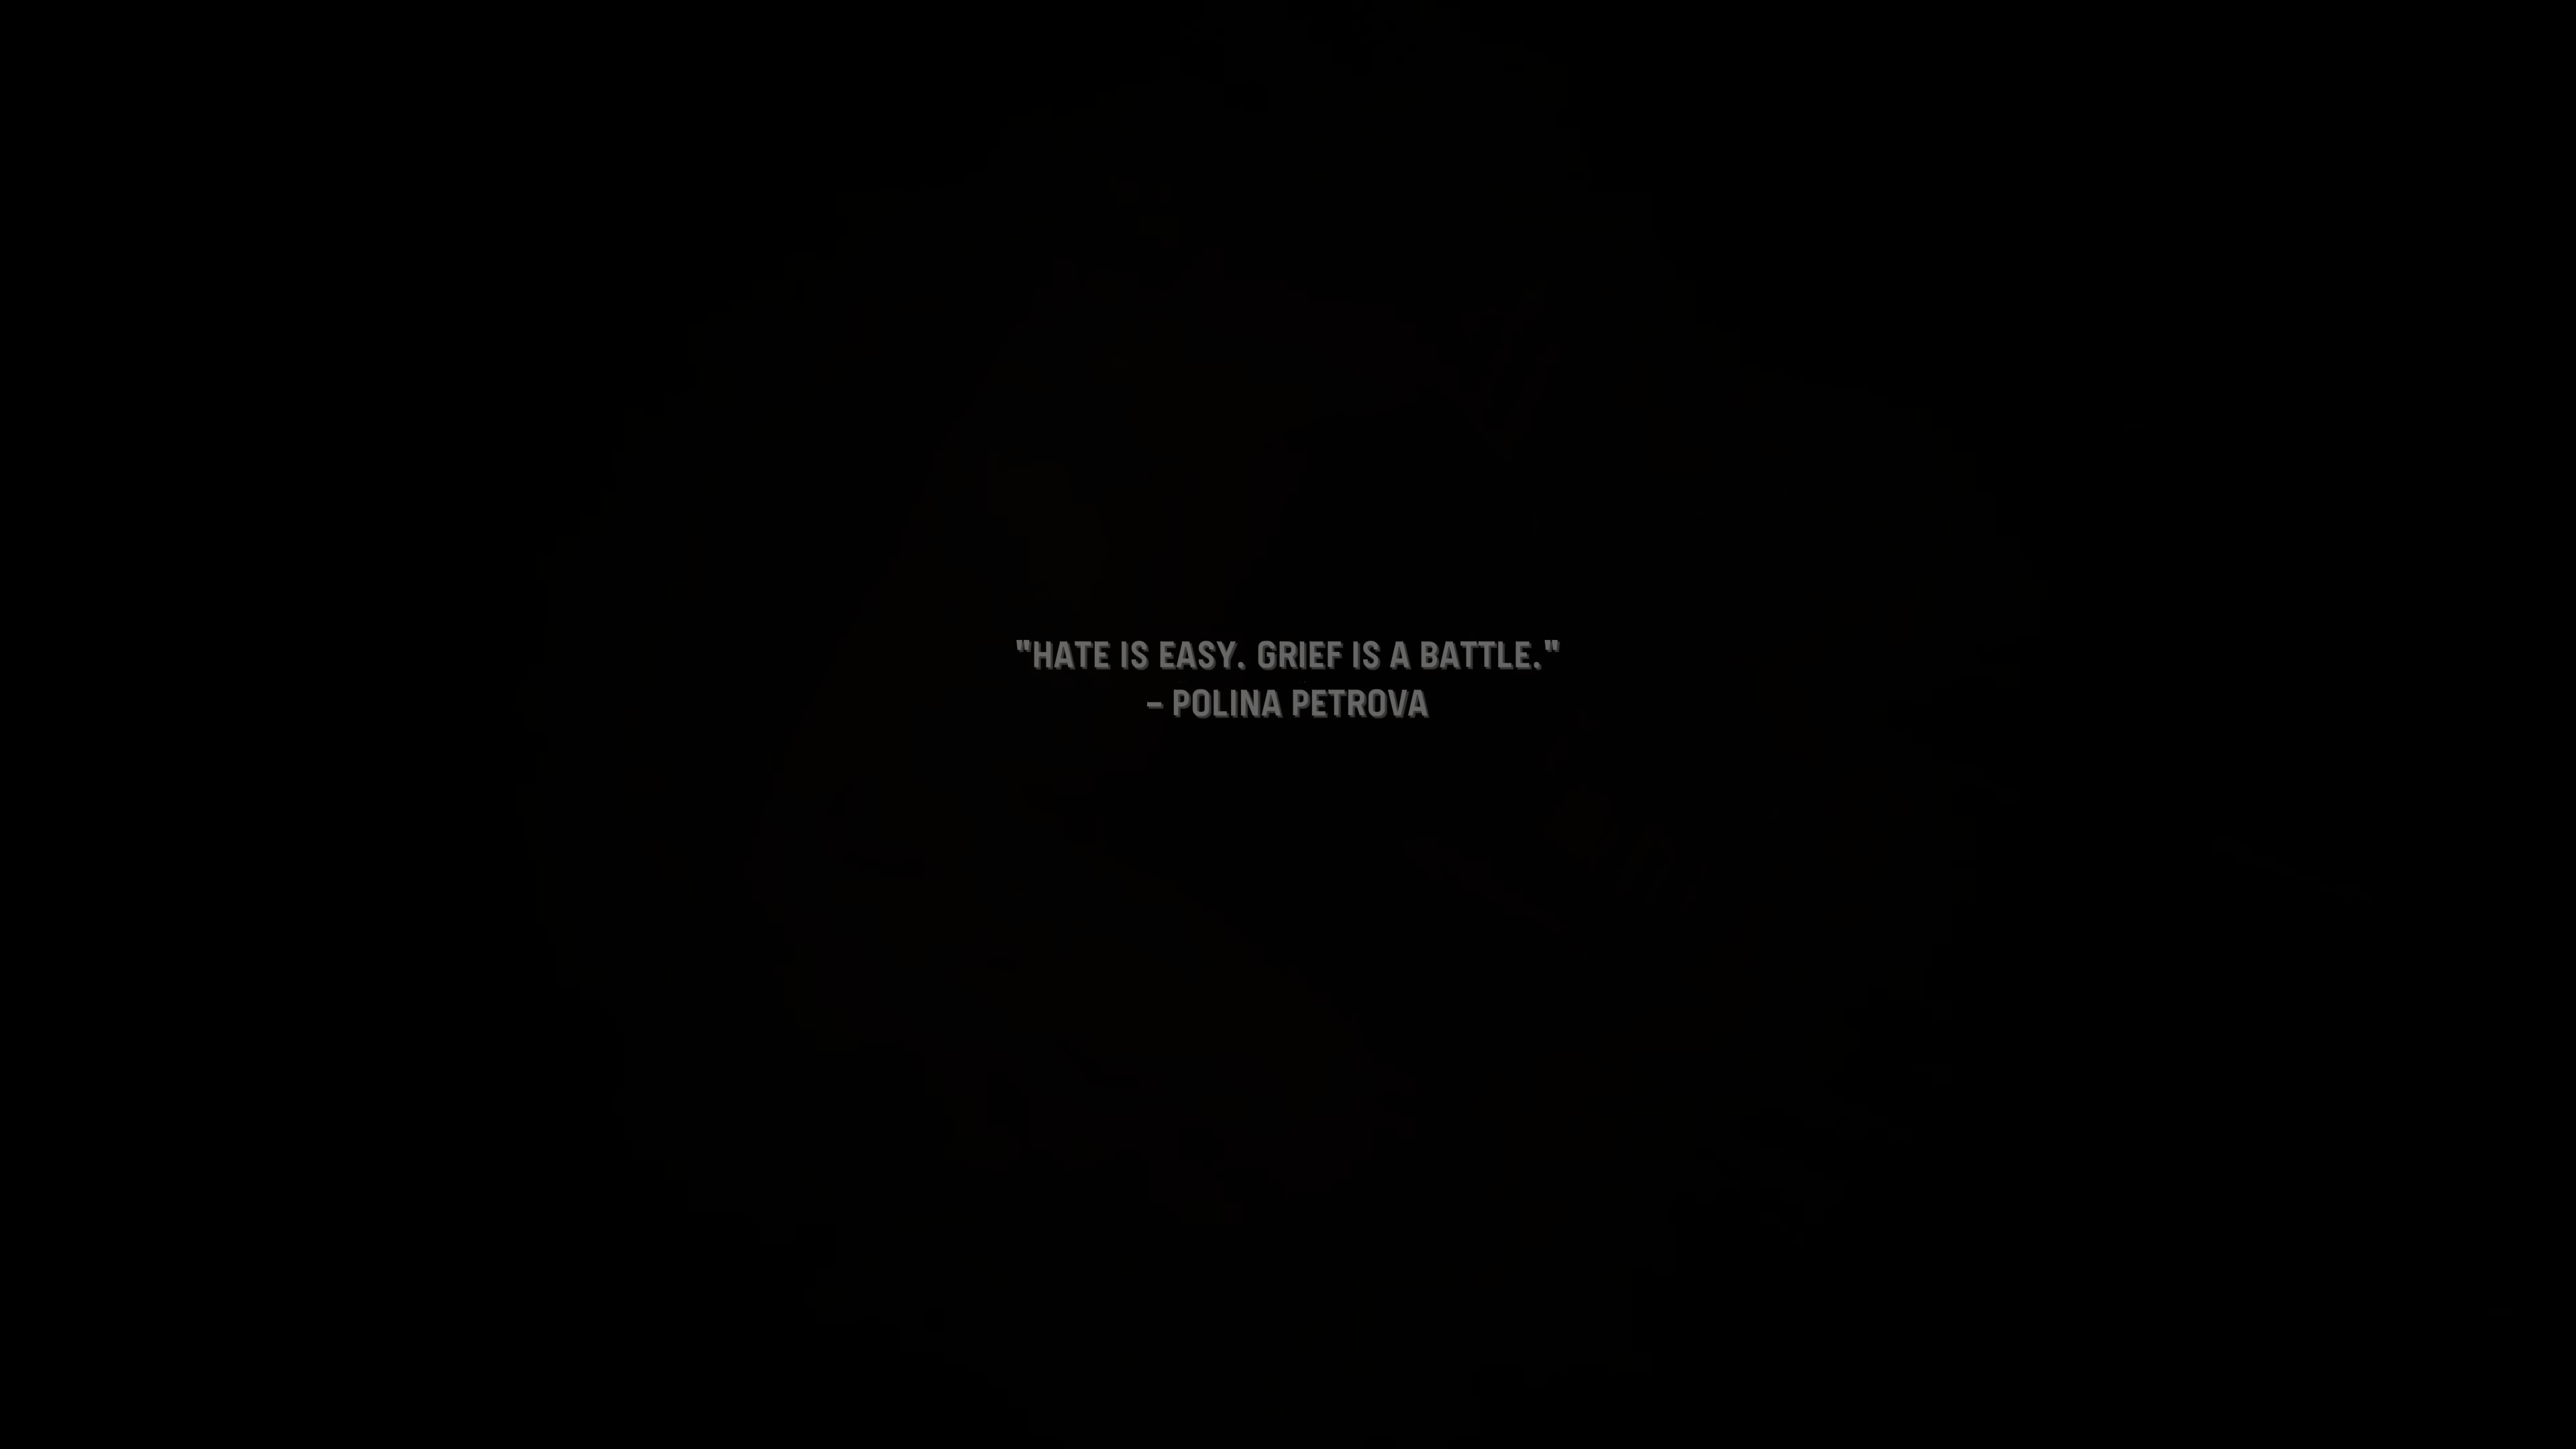 "HATE IS EASY. GRIEF IS A BATTLE."
– POLINA PETROVA